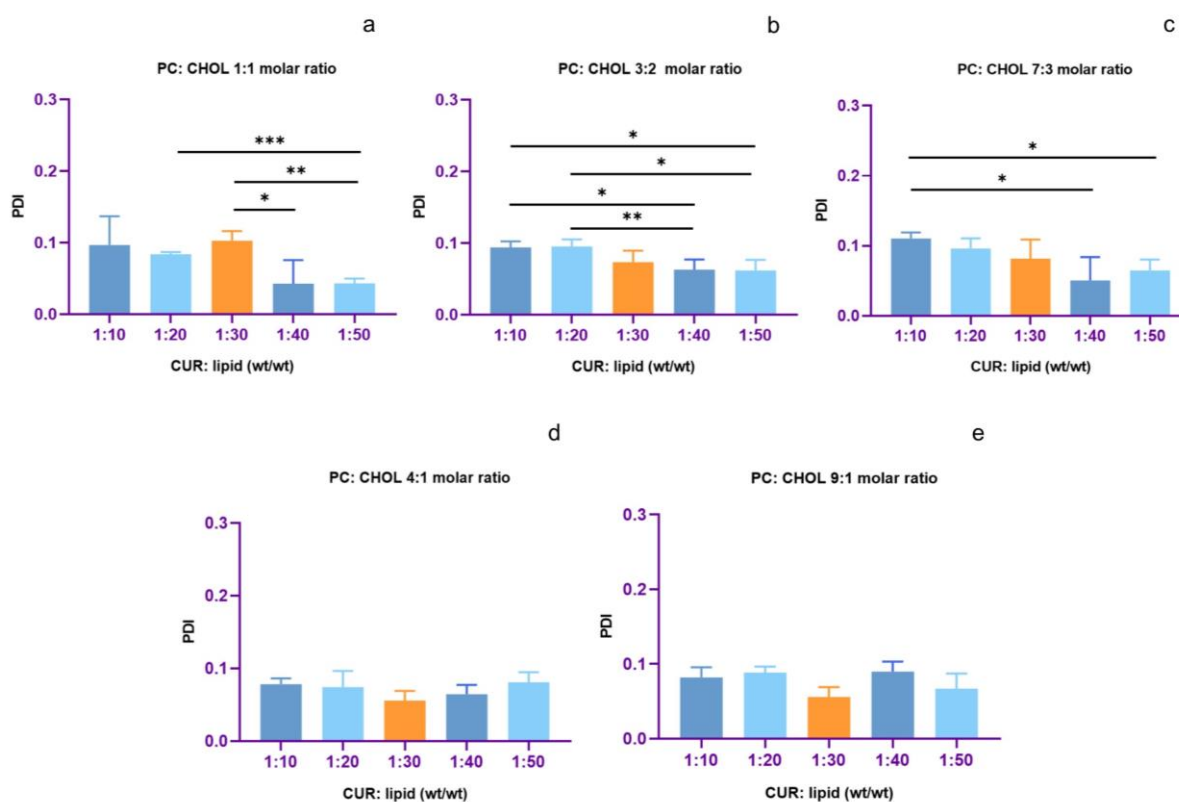 a
PC: CHOL 1:1 molar ratio
0.3
0.2
0.1
0.0
PDI
***
**
*
1:10 1:20 1:30 1:40 1:50
CUR: lipid (wt/wt)
b
PC: CHOL 3:2 molar ratio
0.3
0.2
0.1
0.0
PDI
*
*
*
**
1:10 1:20 1:30 1:40 1:50
CUR: lipid (wt/wt)
c
PC: CHOL 7:3 molar ratio
0.3
0.2
0.1
0.0
PDI
*
*
1:10 1:20 1:30 1:40 1:50
CUR: lipid (wt/wt)
d
PC: CHOL 4:1 molar ratio
0.3
0.2
0.1
0.0
PDI
1:10 1:20 1:30 1:40 1:50
CUR: lipid (wt/wt)
e
PC: CHOL 9:1 molar ratio
0.3
0.2
0.1
0.0
PDI
1:10 1:20 1:30 1:40 1:50
CUR: lipid (wt/wt)